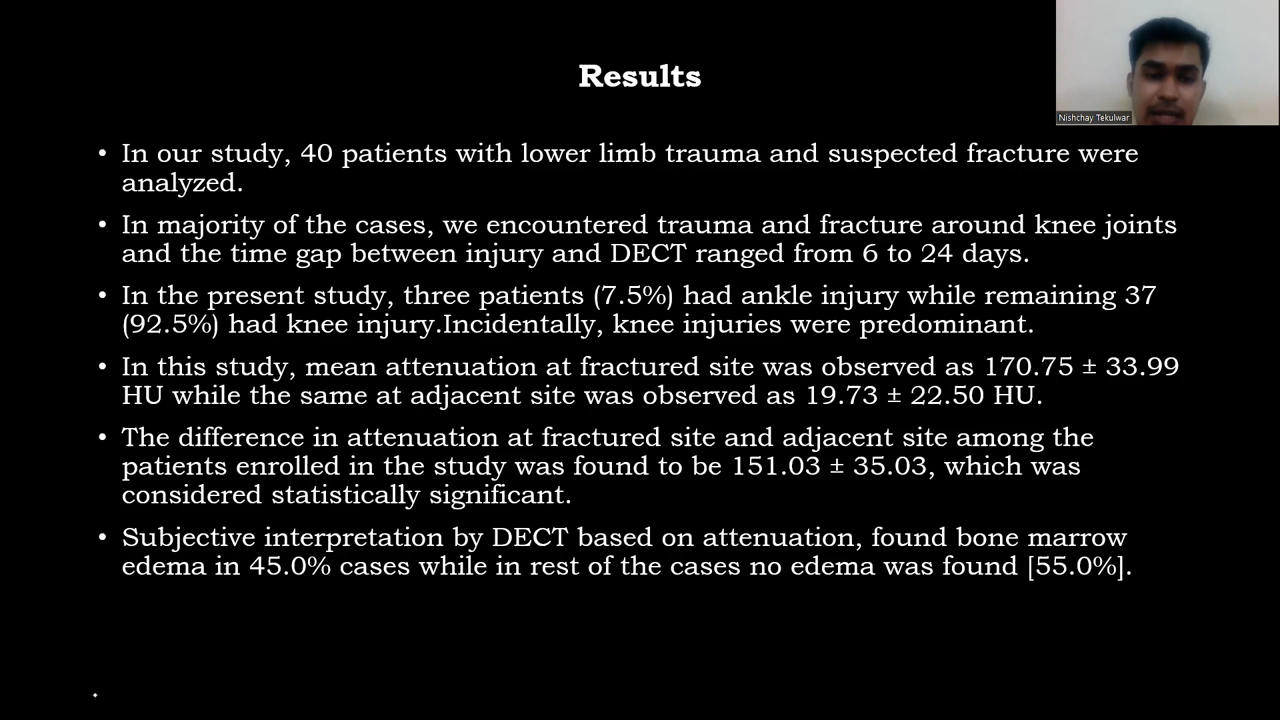 Results
Nishchay Tekulwar
• In our study, 40 patients with lower limb trauma and suspected fracture were
analyzed.
• In majority of the cases, we encountered trauma and fracture around knee joints
and the time gap between injury and DECT ranged from 6 to 24 days.
• In the present study, three patients (7.5%) had ankle injury while remaining 37
(92.5%) had knee injury.Incidentally, knee injuries were predominant.
• In this study, mean attenuation at fractured site was observed as 170.75 ± 33.99
HU while the same at adjacent site was observed as 19.73 ± 22.50 HU.
• The difference in attenuation at fractured site and adjacent site among the
patients enrolled in the study was found to be 151.03 ± 35.03, which was
considered statistically significant.
• Subjective interpretation by DECT based on attenuation, found bone marrow
edema in 45.0% cases while in rest of the cases no edema was found [55.0%].